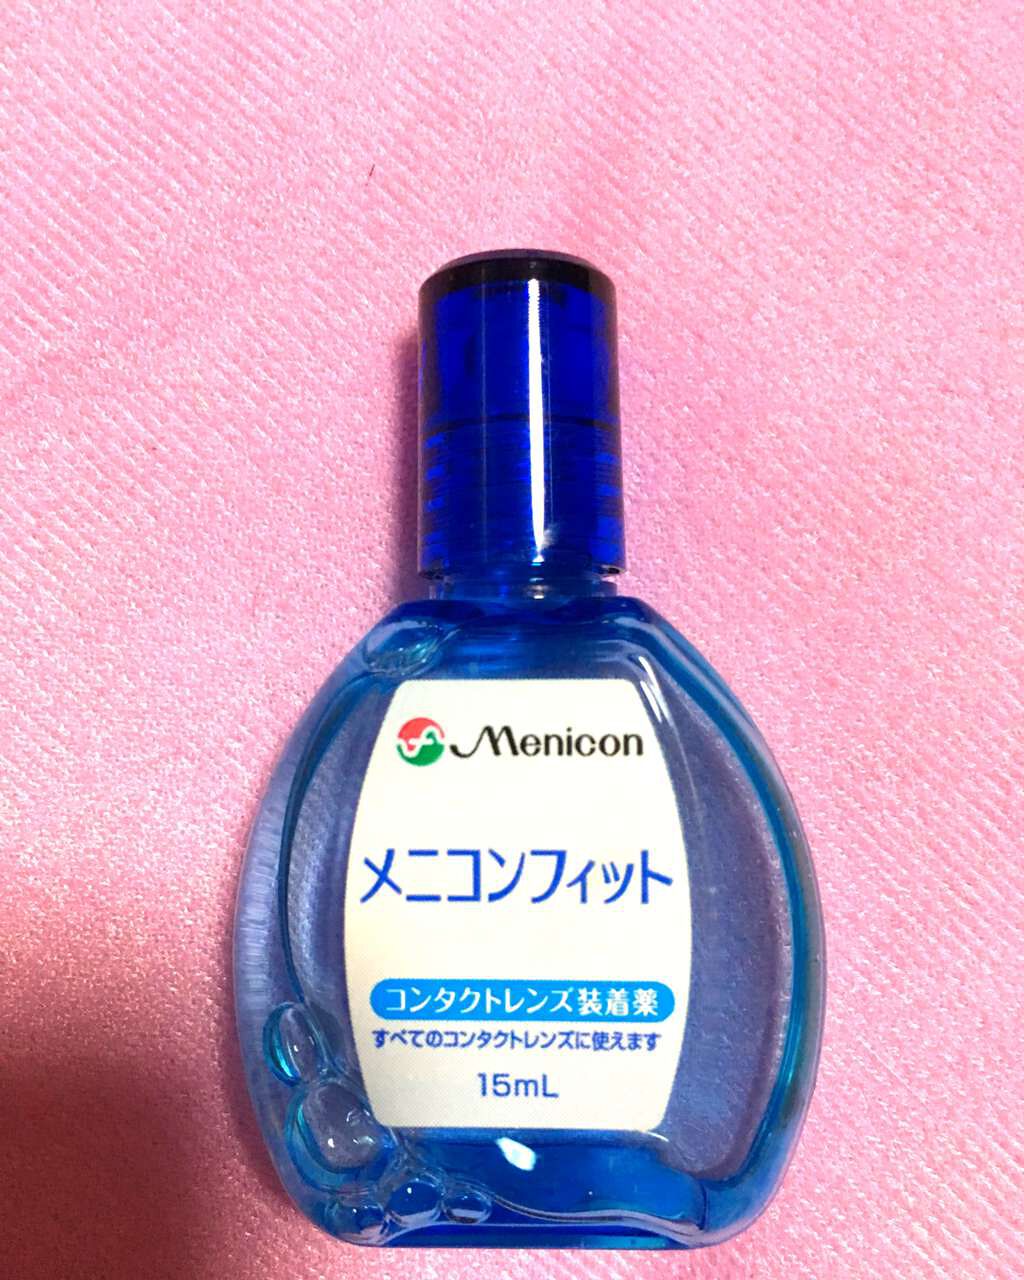 Menicon
メニコンフィット
コンタクトレンズ装着薬
すべてのコンタクトレンズに使えます
15mL